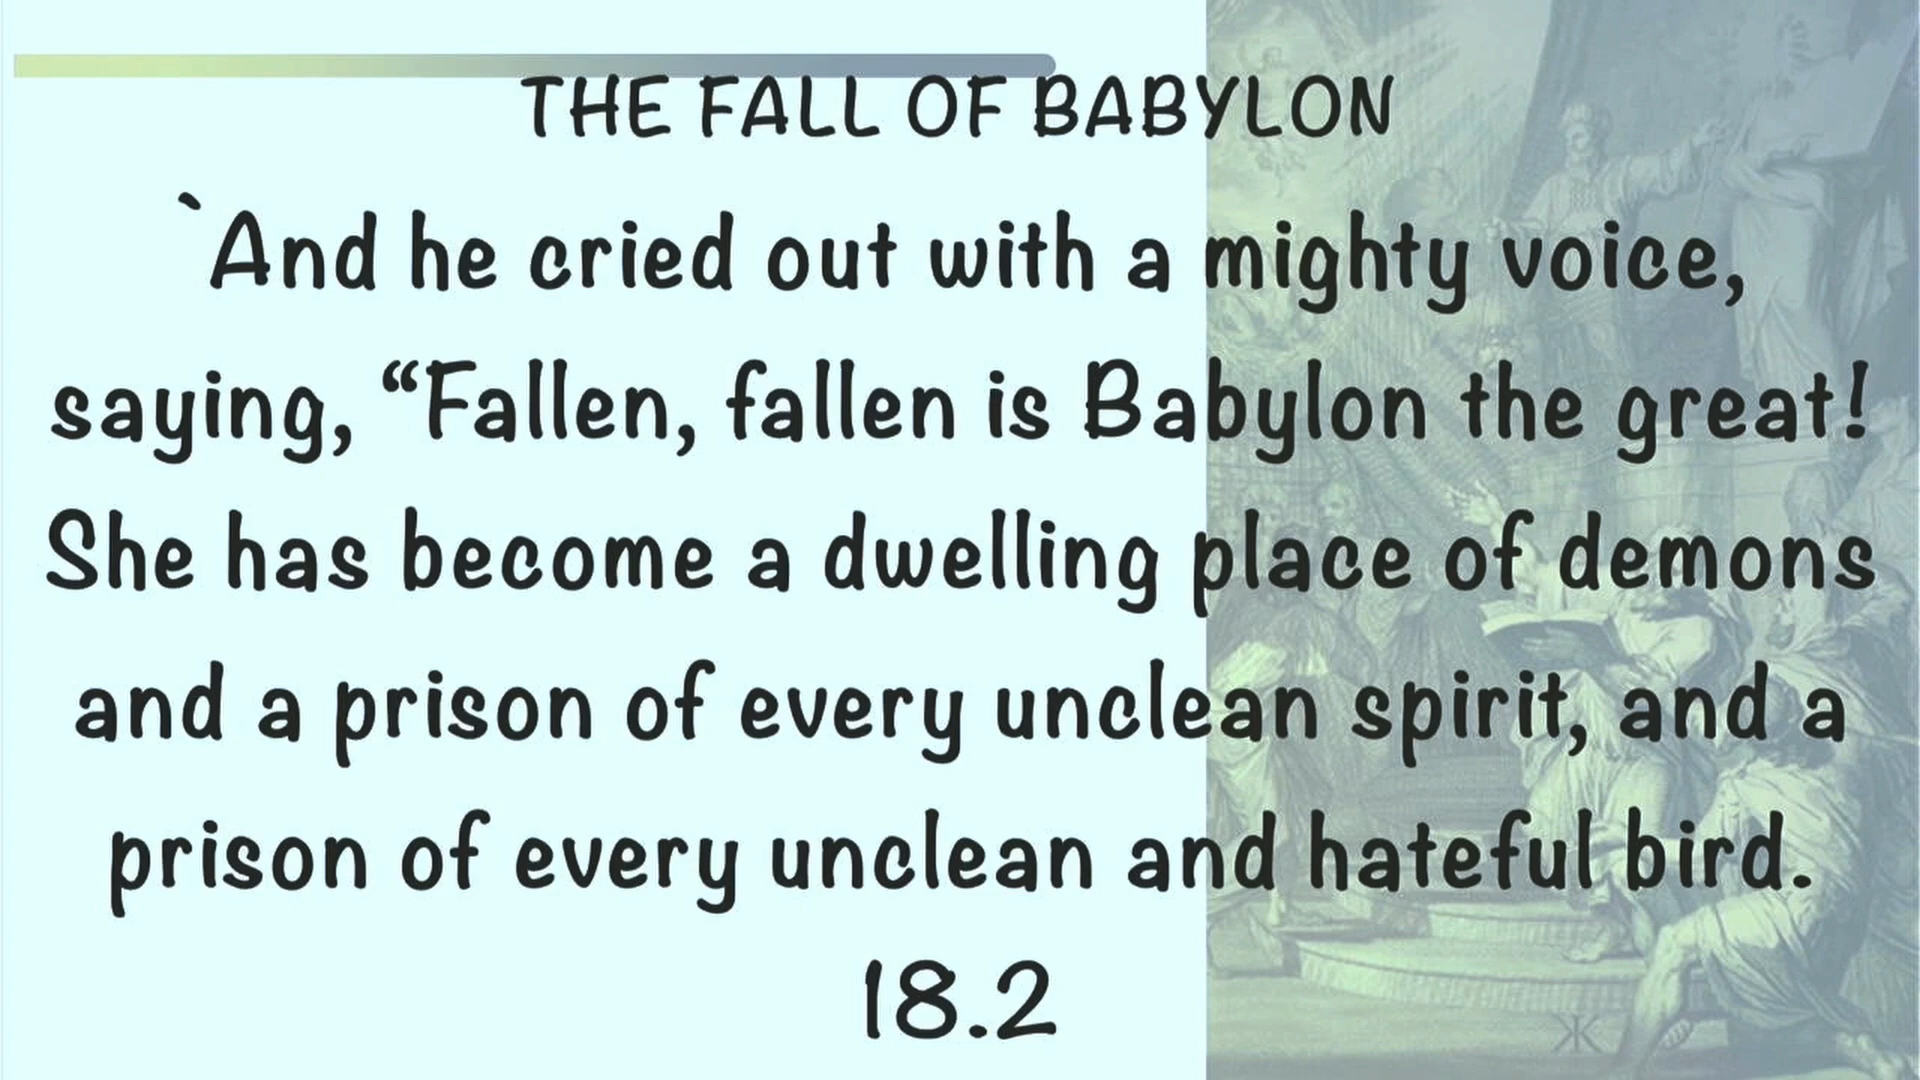 THE FALL OF BABYLON
`And he cried out with a mighty voice,
saying, “Fallen, fallen is Babylon the great!
She has become a dwelling place of demons
and a prison of every unclean spirit, and a
prison of every unclean and hateful bird.
18.2
Ж